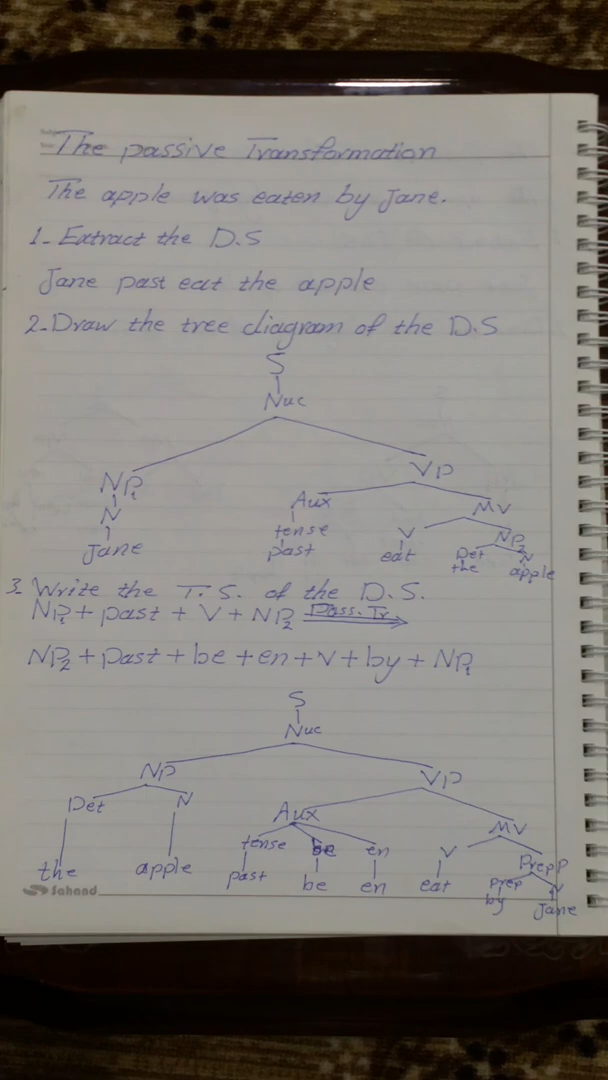 The passive Transformation
The apple was eaten by Jane.
1- Extract the D.S
Jane past eat the apple
2-Draw the tree diagram of the D.S
S
Nuc
NP1 VP
N Aux MV
Jane tense V NP2
past eat Det N
the apple
3- Write the T.S. of the D.S.
NP1 + past + V + NP2 Pass. Tr
NP2 + past + be + en + V + by + NP1
S
Nuc
NP VP
Det N Aux MV
tense be en V PrepP
the apple past be en eat prep N
by Jane
Sahand